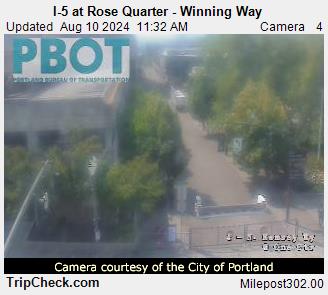 I-5 at Rose Quarter - Winning Way
Updated Aug 10 2024 11:32 AM Camera 4
PBOT
PORTLAND BUREAU OF TRANSPORTATION
Camera courtesy of the City of Portland
TripCheck.com Milepost302.00